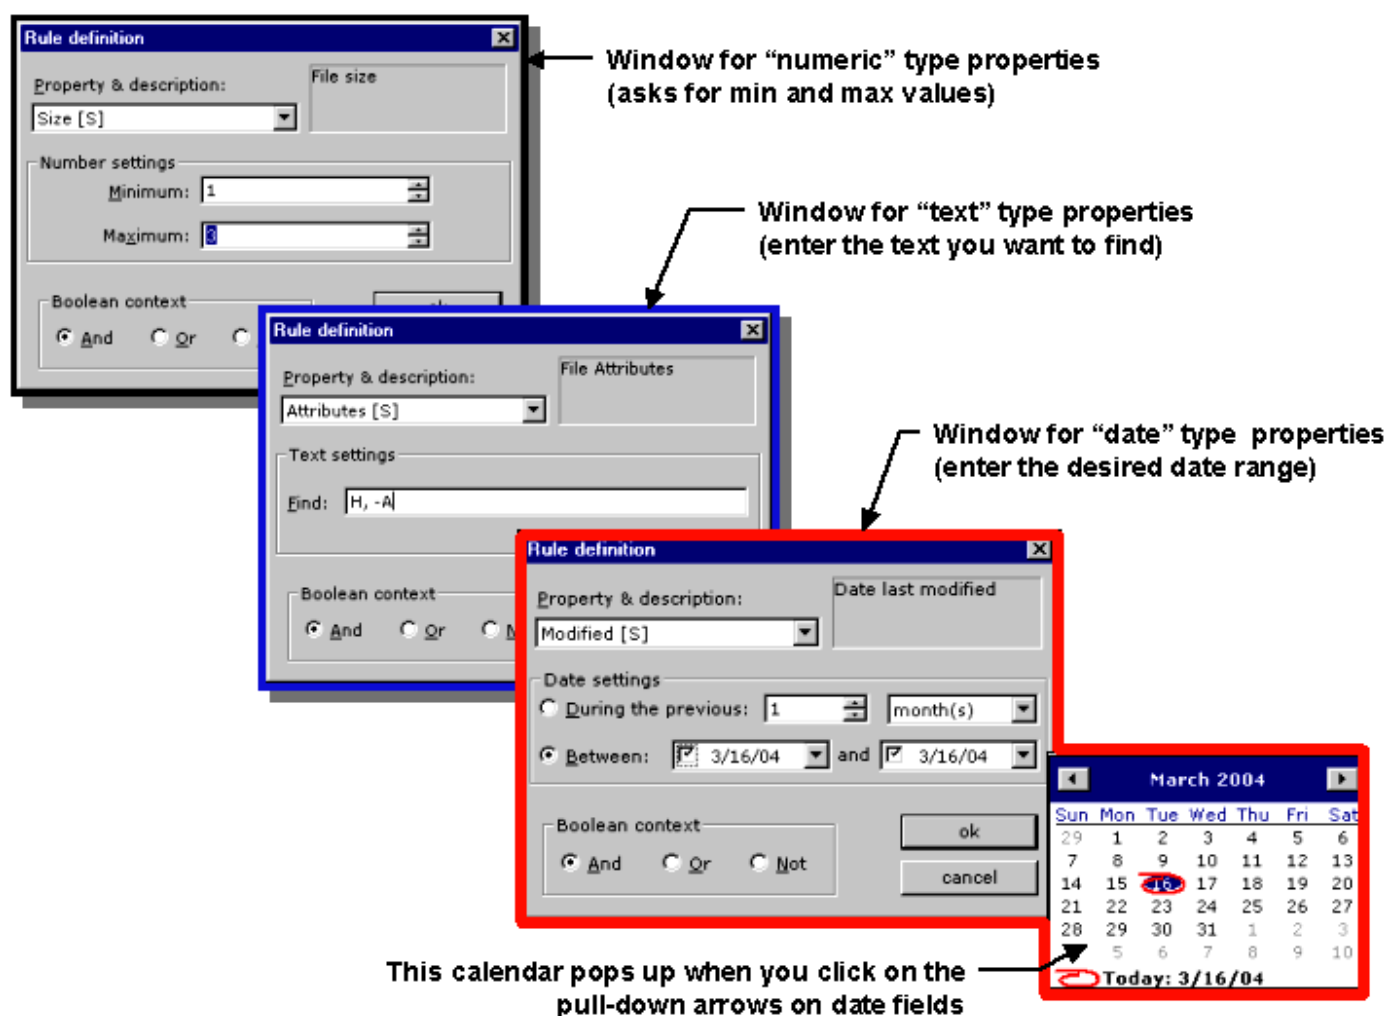 Rule definition
Property & description:
File size
Size [S]
Number settings
Minimum: 1
Maximum: 3
Boolean context
And Or
Window for “numeric” type properties
(asks for min and max values)
Window for “text” type properties
(enter the text you want to find)
Rule definition
Property & description:
File Attributes
Attributes [S]
Text settings
Find: H, -A
Boolean context
And Or N
Window for “date” type properties
(enter the desired date range)
Rule definition
Property & description:
Date last modified
Modified [S]
Date settings
During the previous: 1 month(s)
Between: 3/16/04 and 3/16/04
Boolean context
And Or Not
ok
cancel
March 2004
Sun Mon Tue Wed Thu Fri Sat
29 1 2 3 4 5 6
7 8 9 10 11 12 13
14 15 16 17 18 19 20
21 22 23 24 25 26 27
28 29 30 31 1 2 3
5 6 7 8 9 10
Today: 3/16/04
This calendar pops up when you click on the
pull-down arrows on date fields